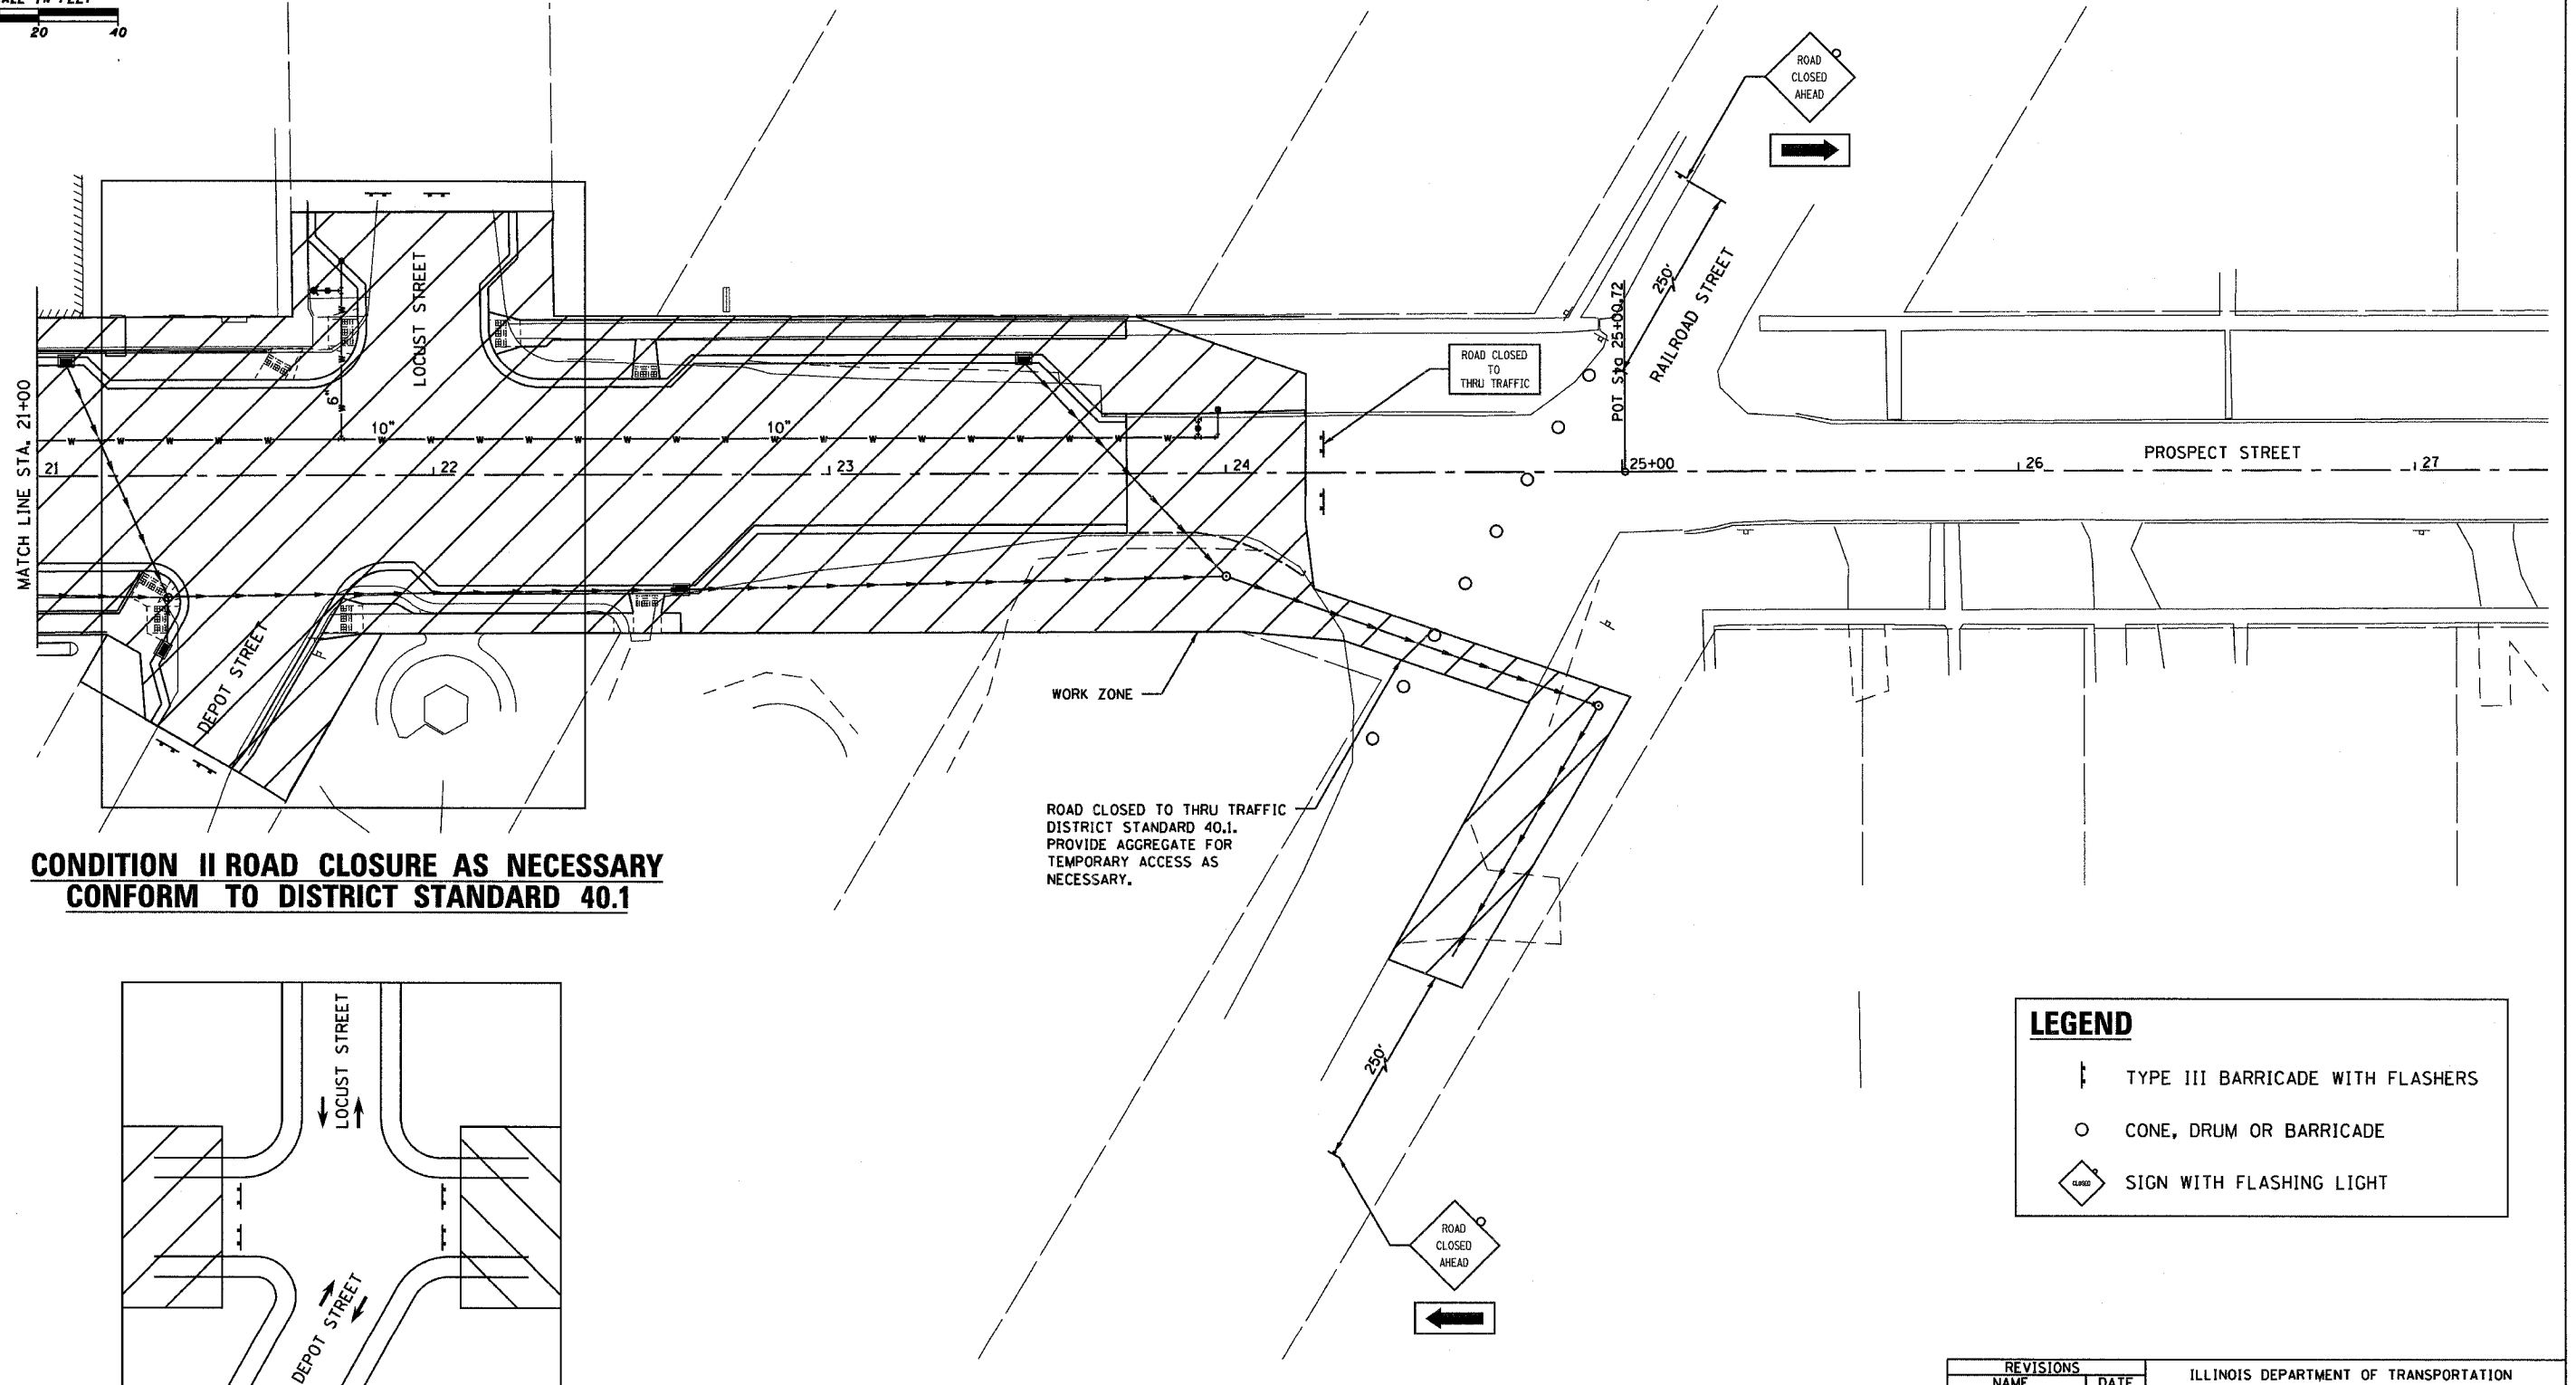 20 40
ROAD
CLOSED
AHEAD
LOCUST STREET
250'
RAILROAD STREET
POT Sta 25+00.72
ROAD CLOSED
TO
THRU TRAFFIC
MATCH LINE STA. 21+00
6"
10"
10"
W W W W W W W W W W W W W W W W W W W W W
21
22
23
24
25+00
26
27
PROSPECT STREET
DEPOT STREET
WORK ZONE
ROAD CLOSED TO THRU TRAFFIC
DISTRICT STANDARD 40.1.
PROVIDE AGGREGATE FOR
TEMPORARY ACCESS AS
NECESSARY.
CONDITION II ROAD CLOSURE AS NECESSARY
CONFORM TO DISTRICT STANDARD 40.1
LOCUST STREET
DEPOT STREET
250'
ROAD
CLOSED
AHEAD
LEGEND
TYPE III BARRICADE WITH FLASHERS
CONE, DRUM OR BARRICADE
CLOSED
SIGN WITH FLASHING LIGHT
REVISIONS
NAME DATE
ILLINOIS DEPARTMENT OF TRANSPORTATION